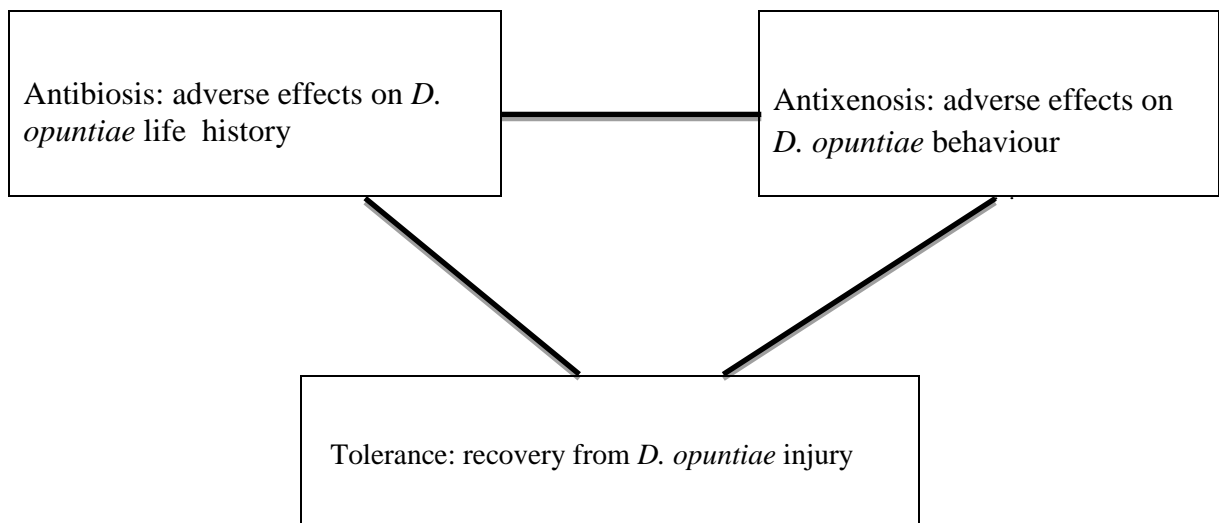 Antibiosis: adverse effects on D.
opuntiae life history
Antixenosis: adverse effects on
D. opuntiae behaviour
Tolerance: recovery from D. opuntiae injury